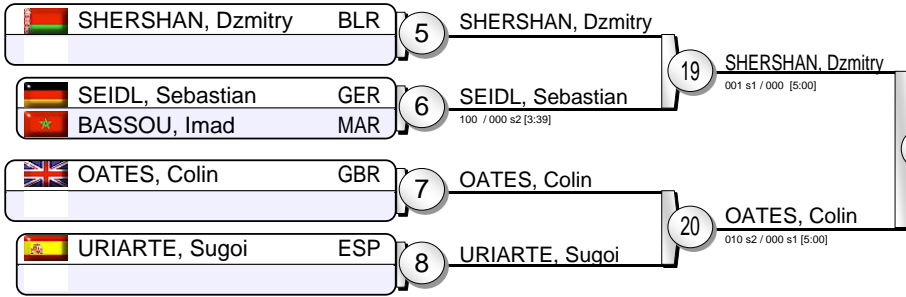 SHERSHAN, Dzmitry BLR
5
SHERSHAN, Dzmitry
SEIDL, Sebastian GER
BASSOU, Imad MAR
6
SEIDL, Sebastian
100 / 000 s2 [3:39]
19
SHERSHAN, Dzmitry
001 s1 / 000 [5:00]
OATES, Colin GBR
7
OATES, Colin
URIARTE, Sugoi ESP
8
URIARTE, Sugoi
20
OATES, Colin
010 s2 / 000 s1 [5:00]